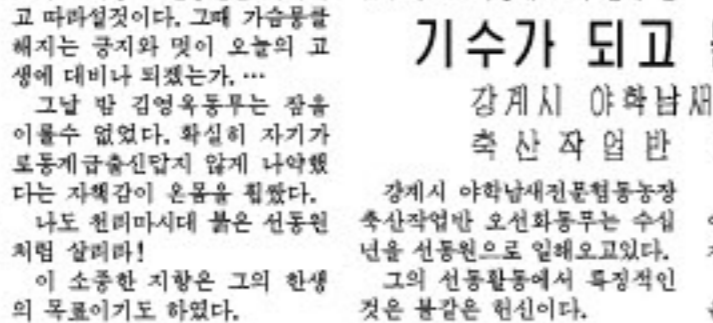 고 따라설것이다. 그때 가슴뭉클
해지는 긍지와 멋이 오늘의 고
생에 대비나 되겠는가. …
그날 밤 김영옥동무는 잠을
이룰수 없었다. 확실히 자기가
로동계급출신답지 않게 나약했
다는 자책감이 온몸을 휩쌌다.
나도 천리마시대 붉은 선동원
처럼 살리라!
이 소중한 지향은 그의 한생
의 목표이기도 하였다.
기수가 되고
강계시 야학남새
축산작업반
강계시 야학남새전문협동농장
축산작업반 오선화동무는 수십
년을 선동원으로 일해오고있다.
그의 선동활동에서 특징적인
것은 불같은 헌신이다.